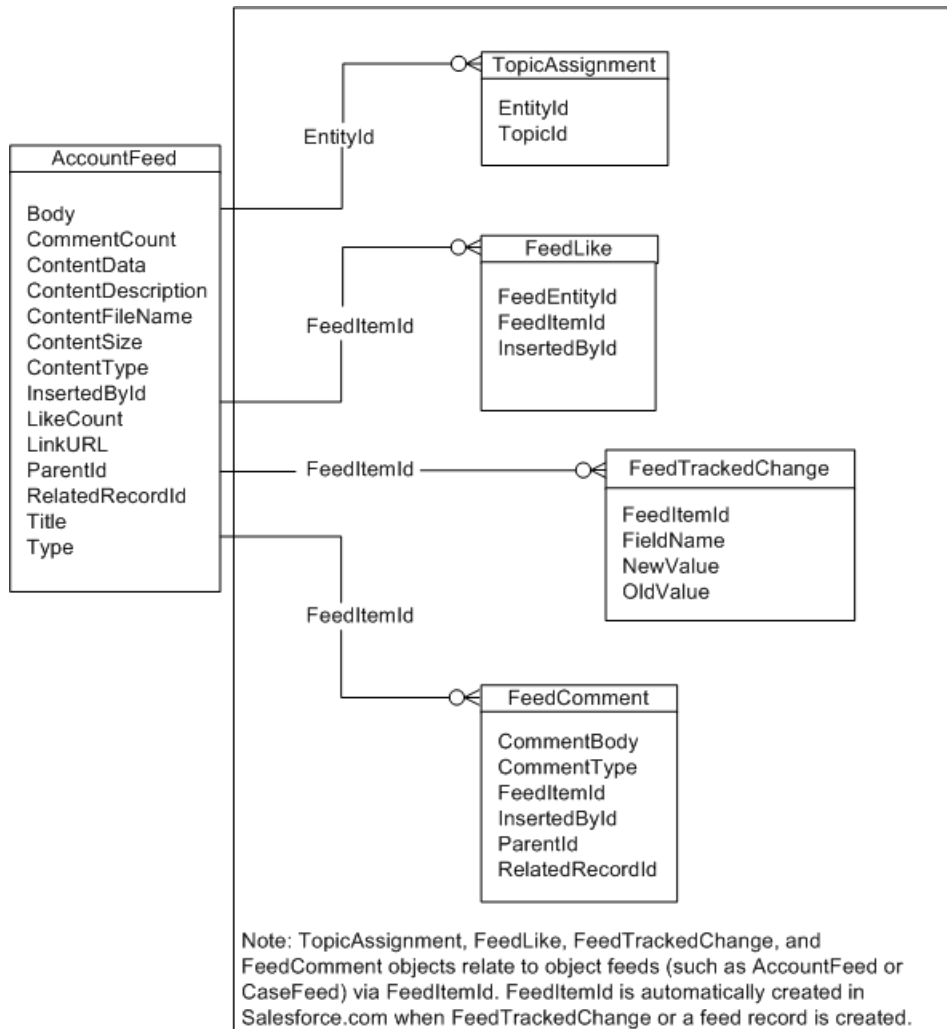 AccountFeed
Body
CommentCount
ContentData
ContentDescription
ContentFileName
ContentSize
ContentType
InsertedById
LikeCount
LinkURL
ParentId
RelatedRecordId
Title
Type
EntityId
TopicAssignment
EntityId
TopicId
FeedItemId
FeedLike
FeedEntityId
FeedItemId
InsertedById
FeedItemId
FeedTrackedChange
FeedItemId
FieldName
NewValue
OldValue
FeedItemId
FeedComment
CommentBody
CommentType
FeedItemId
InsertedById
ParentId
RelatedRecordId
Note: TopicAssignment, FeedLike, FeedTrackedChange, and
FeedComment objects relate to object feeds (such as AccountFeed or
CaseFeed) via FeedItemId. FeedItemId is automatically created in
Salesforce.com when FeedTrackedChange or a feed record is created.